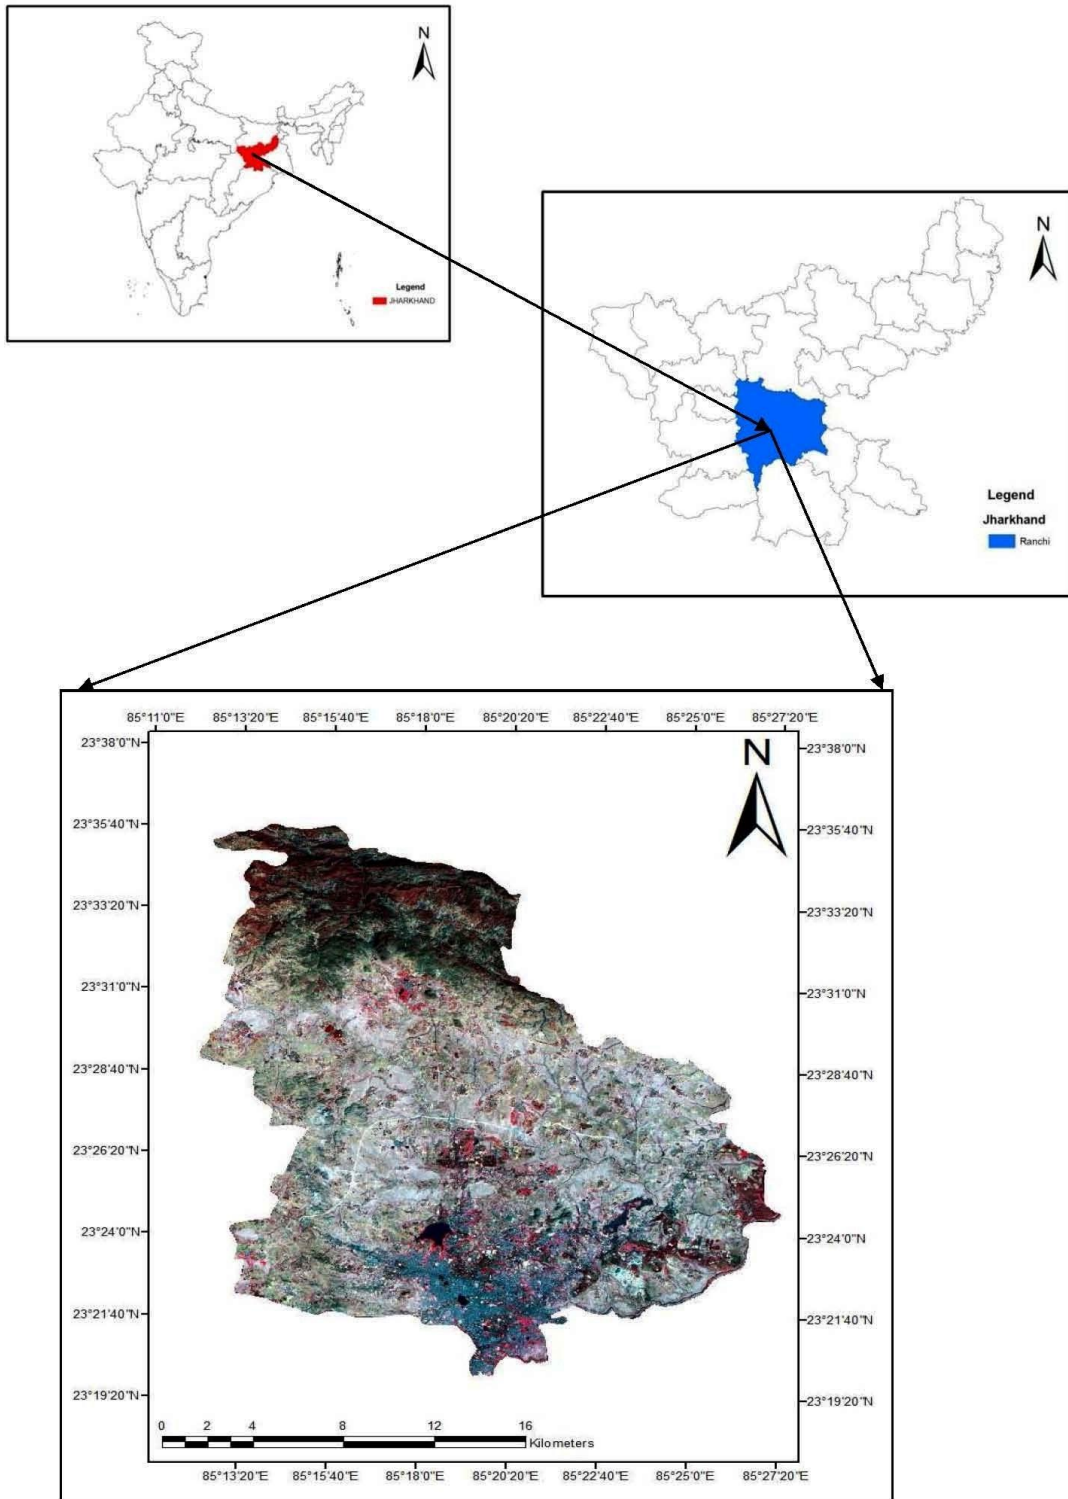 N
Legend
JHARKHAND
N
Legend
Jharkhand
Ranchi
85°11'0"E 85°13'20"E 85°15'40"E 85°18'0"E 85°20'20"E 85°22'40"E 85°25'0"E 85°27'20"E
23°38'0"N 23°38'0"N
N
23°35'40"N 23°35'40"N
23°33'20"N 23°33'20"N
23°31'0"N 23°31'0"N
23°28'40"N 23°28'40"N
23°26'20"N 23°26'20"N
23°24'0"N 23°24'0"N
23°21'40"N 23°21'40"N
23°19'20"N 23°19'20"N
0 2 4 8 12 16
Kilometers
85°13'20"E 85°15'40"E 85°18'0"E 85°20'20"E 85°22'40"E 85°25'0"E 85°27'20"E